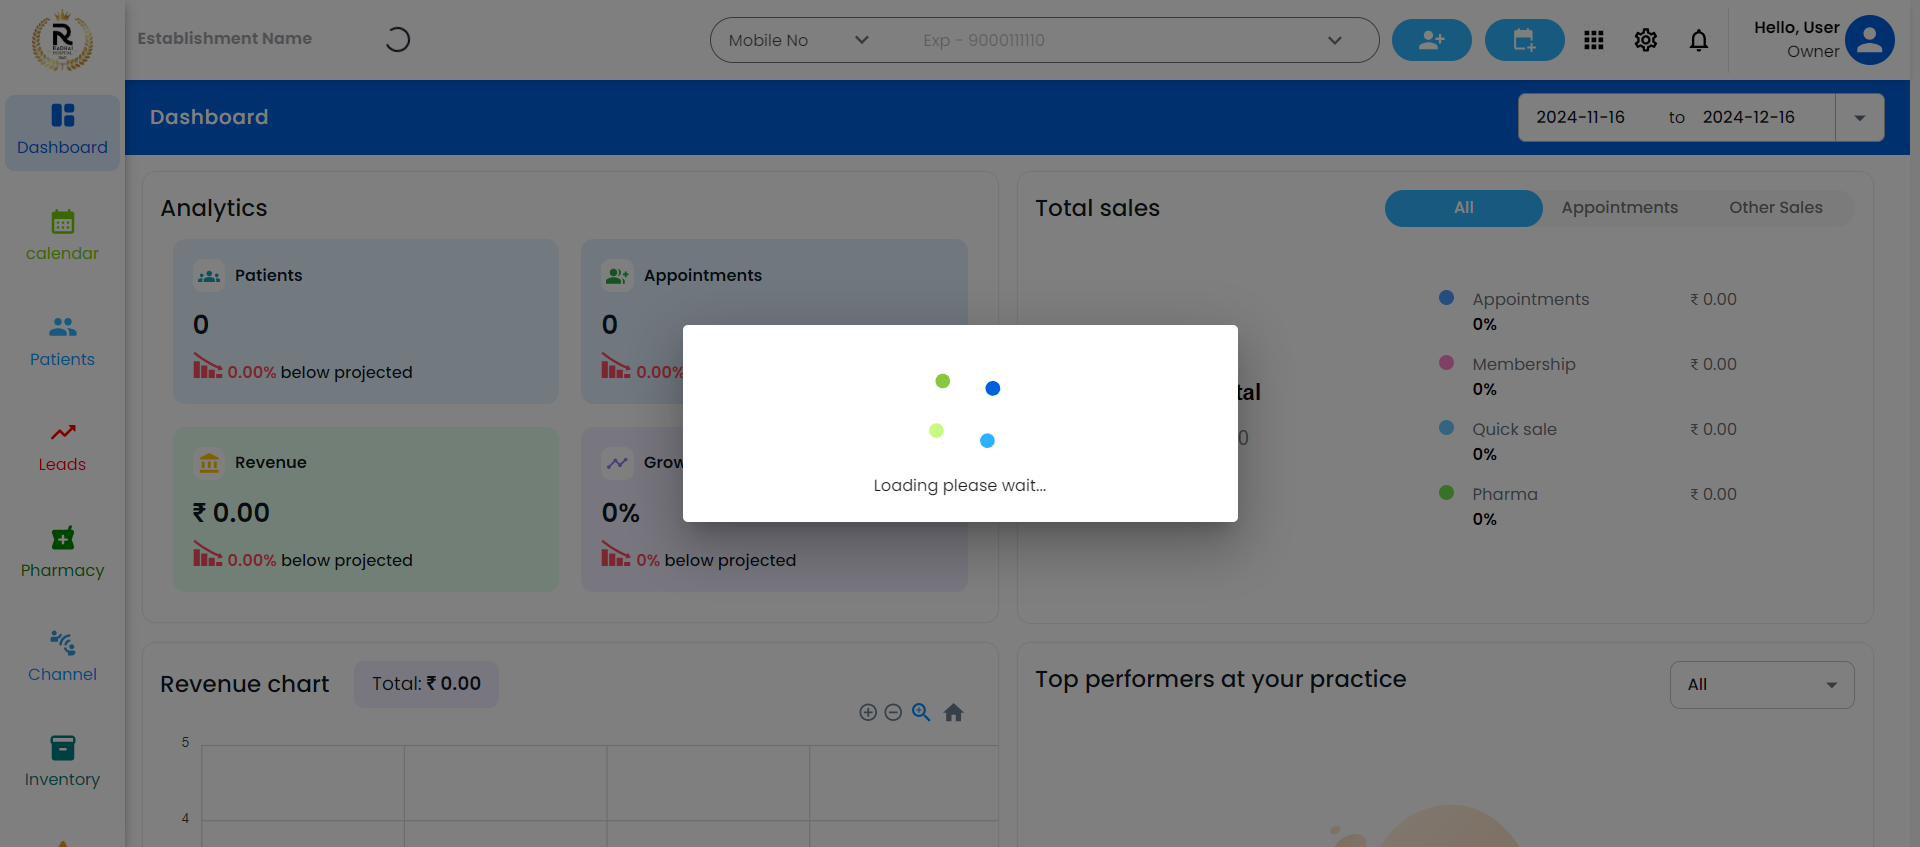 R
RADHAI
HOSPITAL
Establishment Name
Mobile No
Exp - 9000111110
Hello, User
Owner
Dashboard
2024-11-16 to 2024-12-16
Dashboard
calendar
Patients
Leads
Pharmacy
Channel
Inventory
Analytics
Patients
0
0.00% below projected
Appointments
0
0.00%
Revenue
₹ 0.00
0.00% below projected
Grow
0%
0% below projected
Total sales
All
Appointments
Other Sales
tal
0
Appointments ₹ 0.00
0%
Membership ₹ 0.00
0%
Quick sale ₹ 0.00
0%
Pharma ₹ 0.00
0%
Loading please wait...
Revenue chart
Total: ₹ 0.00
5
4
Top performers at your practice
All